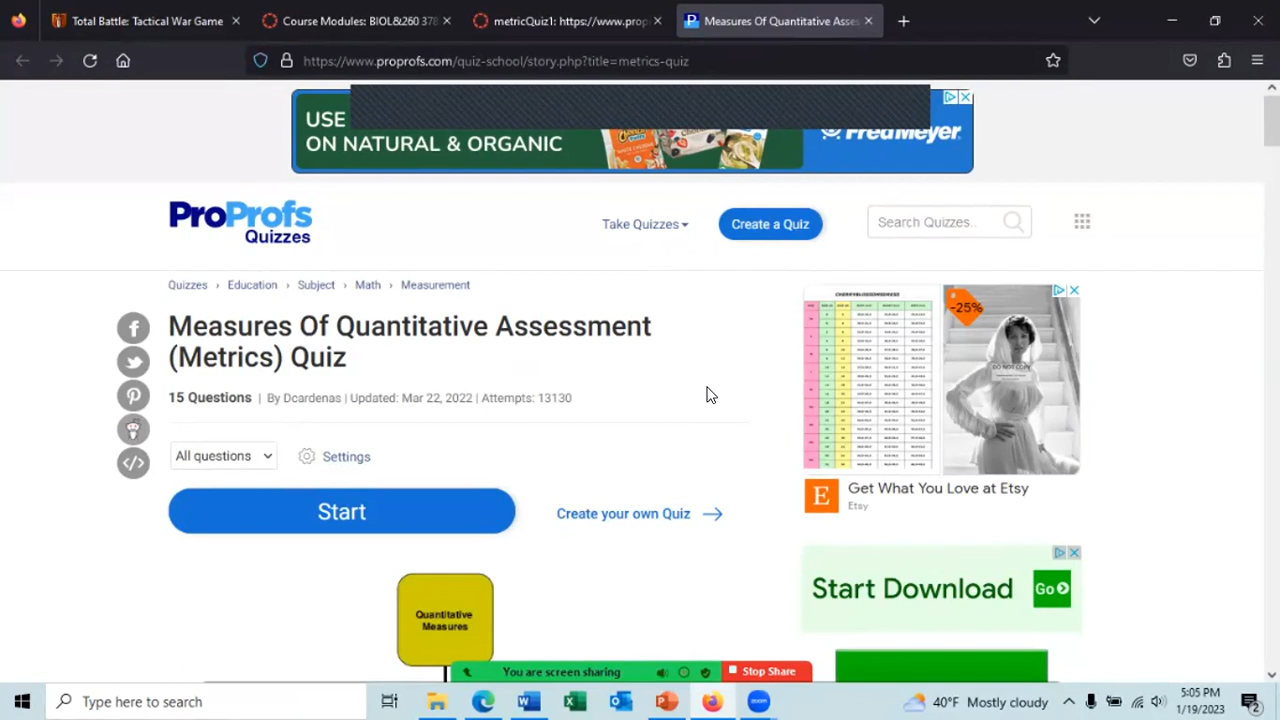 Total Battle: Tactical War Game
Course Modules: BIOL&260 378
metricQuiz1: https://www.prop
Measures Of Quantitative Asses
https://www.proprofs.com/quiz-school/story.php?title=metrics-quiz
USE
ON NATURAL & ORGANIC
Fred Meyer
ProProfs
Quizzes
Take Quizzes
Create a Quiz
Search Quizzes..
Quizzes › Education › Subject › Math › Measurement
Measures Of Quantitative Assessment
(Metrics) Quiz
15 Questions | By Dcardenas | Updated: Mar 22, 2022 | Attempts: 13130
questions
Settings
Start
Create your own Quiz
-25%
DO NOT COPY
E
Get What You Love at Etsy
Etsy
Start Download
Go
Quantitative
Measures
You are screen sharing
Stop Share
Type here to search
zoom
40°F Mostly cloudy
5:05 PM
1/19/2023
2